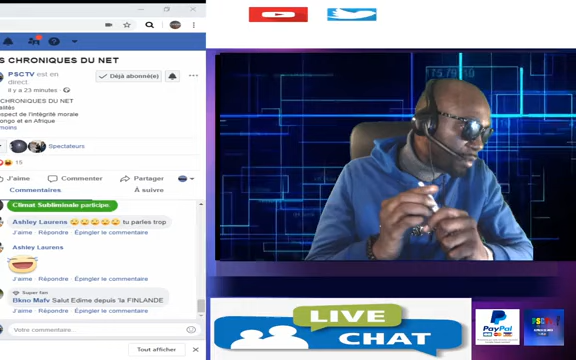 S CHRONIQUES DU NET
PSCTV est en
direct
Déjà abonné(e)
il y a 23 minutes
CHRONIQUES DU NET
alités
espect de l'intégrité morale
ongo et en Afrique
moins
Spectateurs
15
J'aime
Commenter
Partager
Commentaires
À suivre
Climat Subliminale participe.
Ashley Laurens tu parles trop
J'aime · Répondre · Épingler le commentaire
Ashley Laurens
J'aime · Répondre · Épingler le commentaire
Super fan
Bkno Mafv Salut Edime depuis 'la FINLANDE
J'aime · Répondre · Épingler le commentaire
Votre commentaire...
Tout afficher
LIVE
CHAT
PayPal